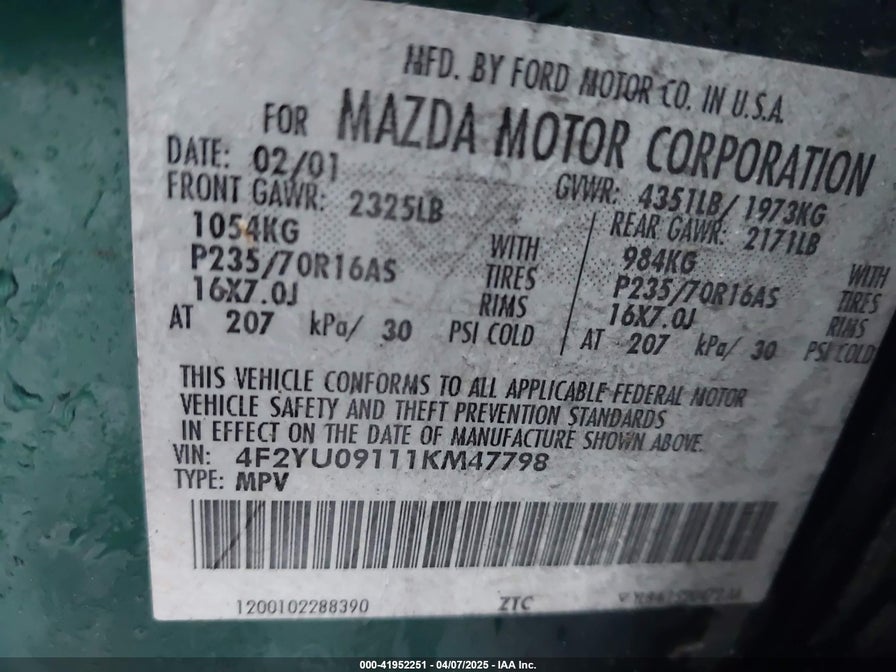 MFD. BY FORD MOTOR CO. IN U.S.A.
FOR MAZDA MOTOR CORPORATION
DATE: 02/01 GVWR: 4351LB/ 1973KG
FRONT GAWR: 2325LB REAR GAWR: 2171LB
1054KG WITH 984KG WITH
P235/70R16AS TIRES P235/70R16AS TIRES
16X7.0J RIMS 16X7.0J RIMS
AT 207 kPa/ 30 PSI COLD AT 207 kPa/ 30 PSI COLD
THIS VEHICLE CONFORMS TO ALL APPLICABLE FEDERAL MOTOR
VEHICLE SAFETY AND THEFT PREVENTION STANDARDS
IN EFFECT ON THE DATE OF MANUFACTURE SHOWN ABOVE.
VIN: 4F2YU09111KM47798
TYPE: MPV
1200102288390 ZTC
000-41952251 - 04/07/2025 - IAA Inc.